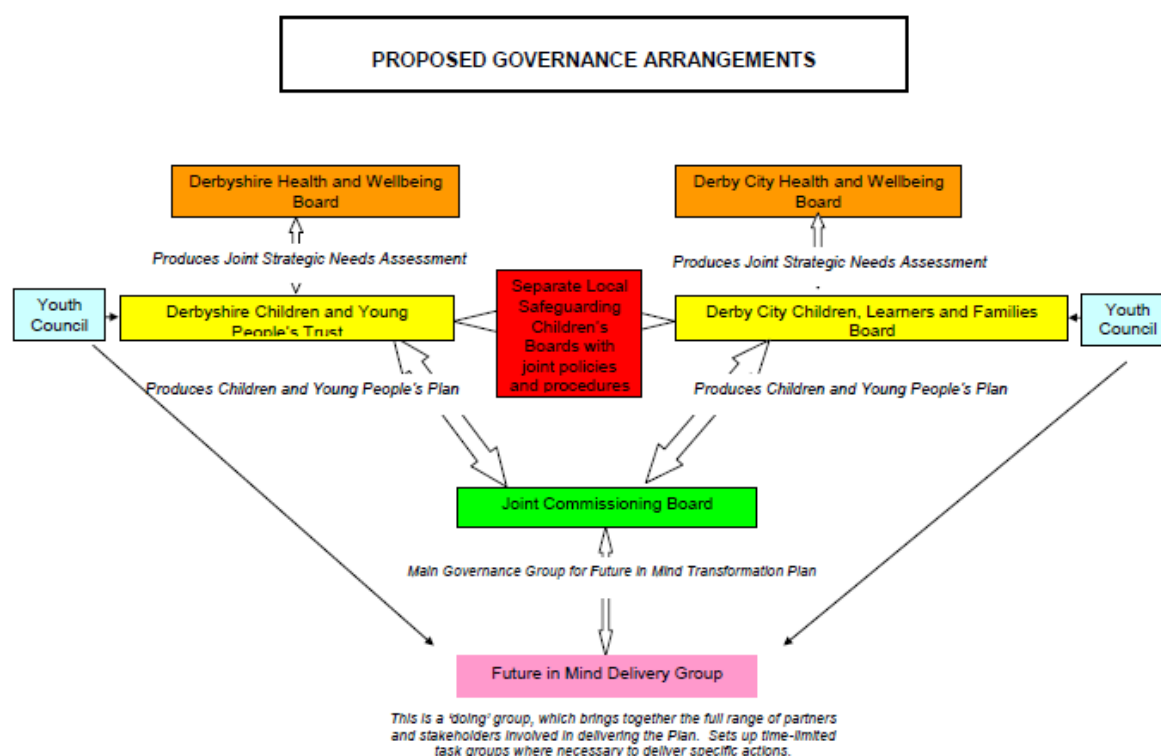 PROPOSED GOVERNANCE ARRANGEMENTS
Derbyshire Health and Wellbeing
Board
Derby City Health and Wellbeing
Board
Produces Joint Strategic Needs Assessment
Produces Joint Strategic Needs Assessment
Youth
Council
Derbyshire Children and Young
People's Trust
Separate Local
Safeguarding
Children's
Boards with
joint policies
and procedures
Derby City Children, Learners and Families
Board
Youth
Council
Produces Children and Young People's Plan
Produces Children and Young People's Plan
Joint Commissioning Board
Main Governance Group for Future in Mind Transformation Plan
Future in Mind Delivery Group
This is a 'doing' group, which brings together the full range of partners
and stakeholders involved in delivering the Plan. Sets up time-limited
task groups where necessary to deliver specific actions.